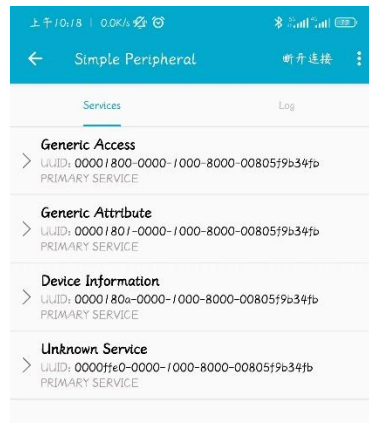 上午10:18 | 0.0K/s
Simple Peripheral 断开连接
Services Log
Generic Access
UUID: 00001800-0000-1000-8000-00805f9b34fb
PRIMARY SERVICE
Generic Attribute
UUID: 00001801-0000-1000-8000-00805f9b34fb
PRIMARY SERVICE
Device Information
UUID: 0000180a-0000-1000-8000-00805f9b34fb
PRIMARY SERVICE
Unknown Service
UUID: 0000ffe0-0000-1000-8000-00805f9b34fb
PRIMARY SERVICE